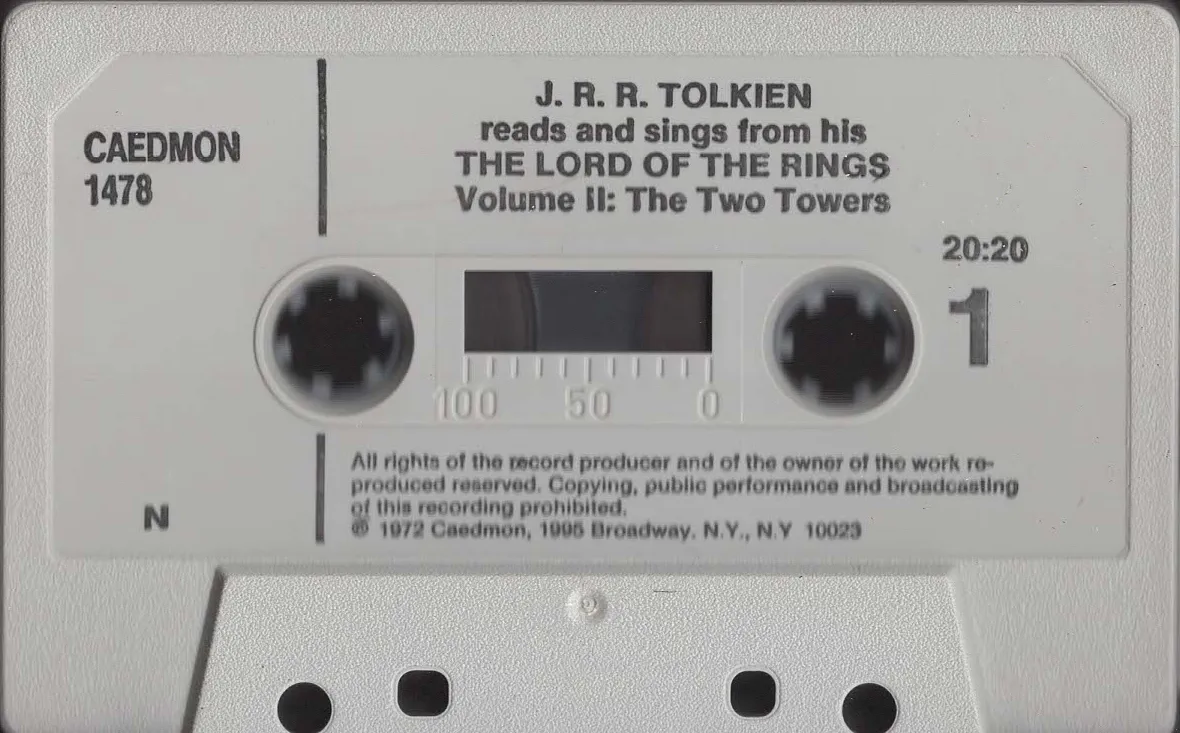 CAEDMON
1478
J. R. R. TOLKIEN
reads and sings from his
THE LORD OF THE RINGS
Volume II: The Two Towers
20:20
1
100 50 0
All rights of the record producer and of the owner of the work re-
produced reserved. Copying, public performance and broadcasting
of this recording prohibited.
℗ 1972 Caedmon, 1995 Broadway. N.Y., N.Y 10023
N